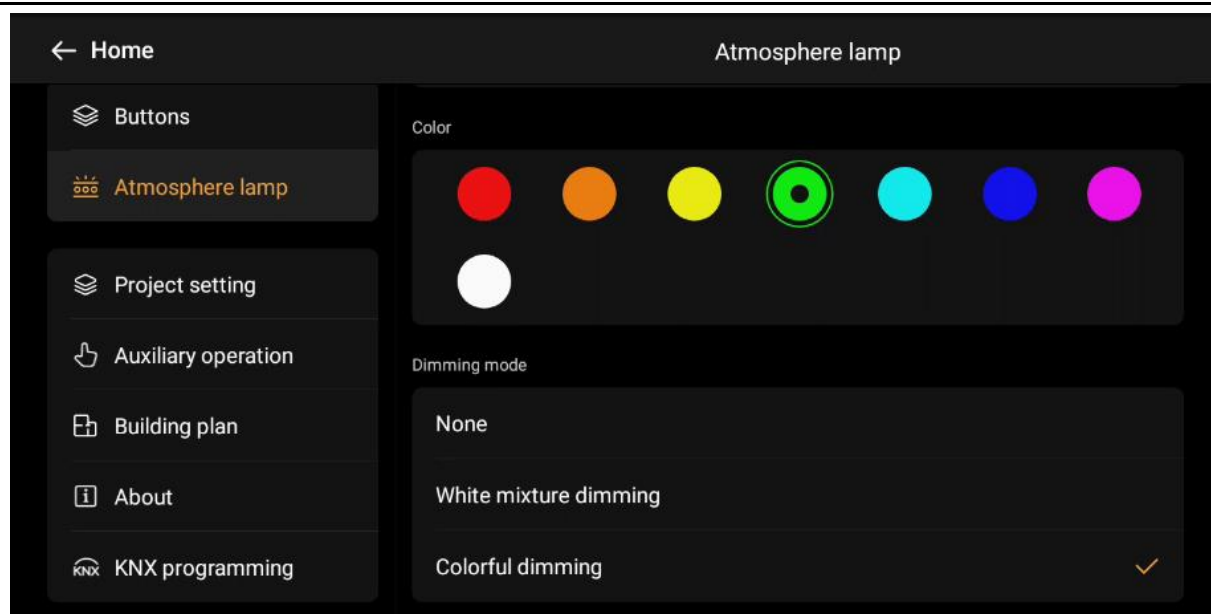 Home
Atmosphere lamp
Buttons
Atmosphere lamp
Project setting
Auxiliary operation
Building plan
About
KNX KNX programming
Color
Dimming mode
None
White mixture dimming
Colorful dimming